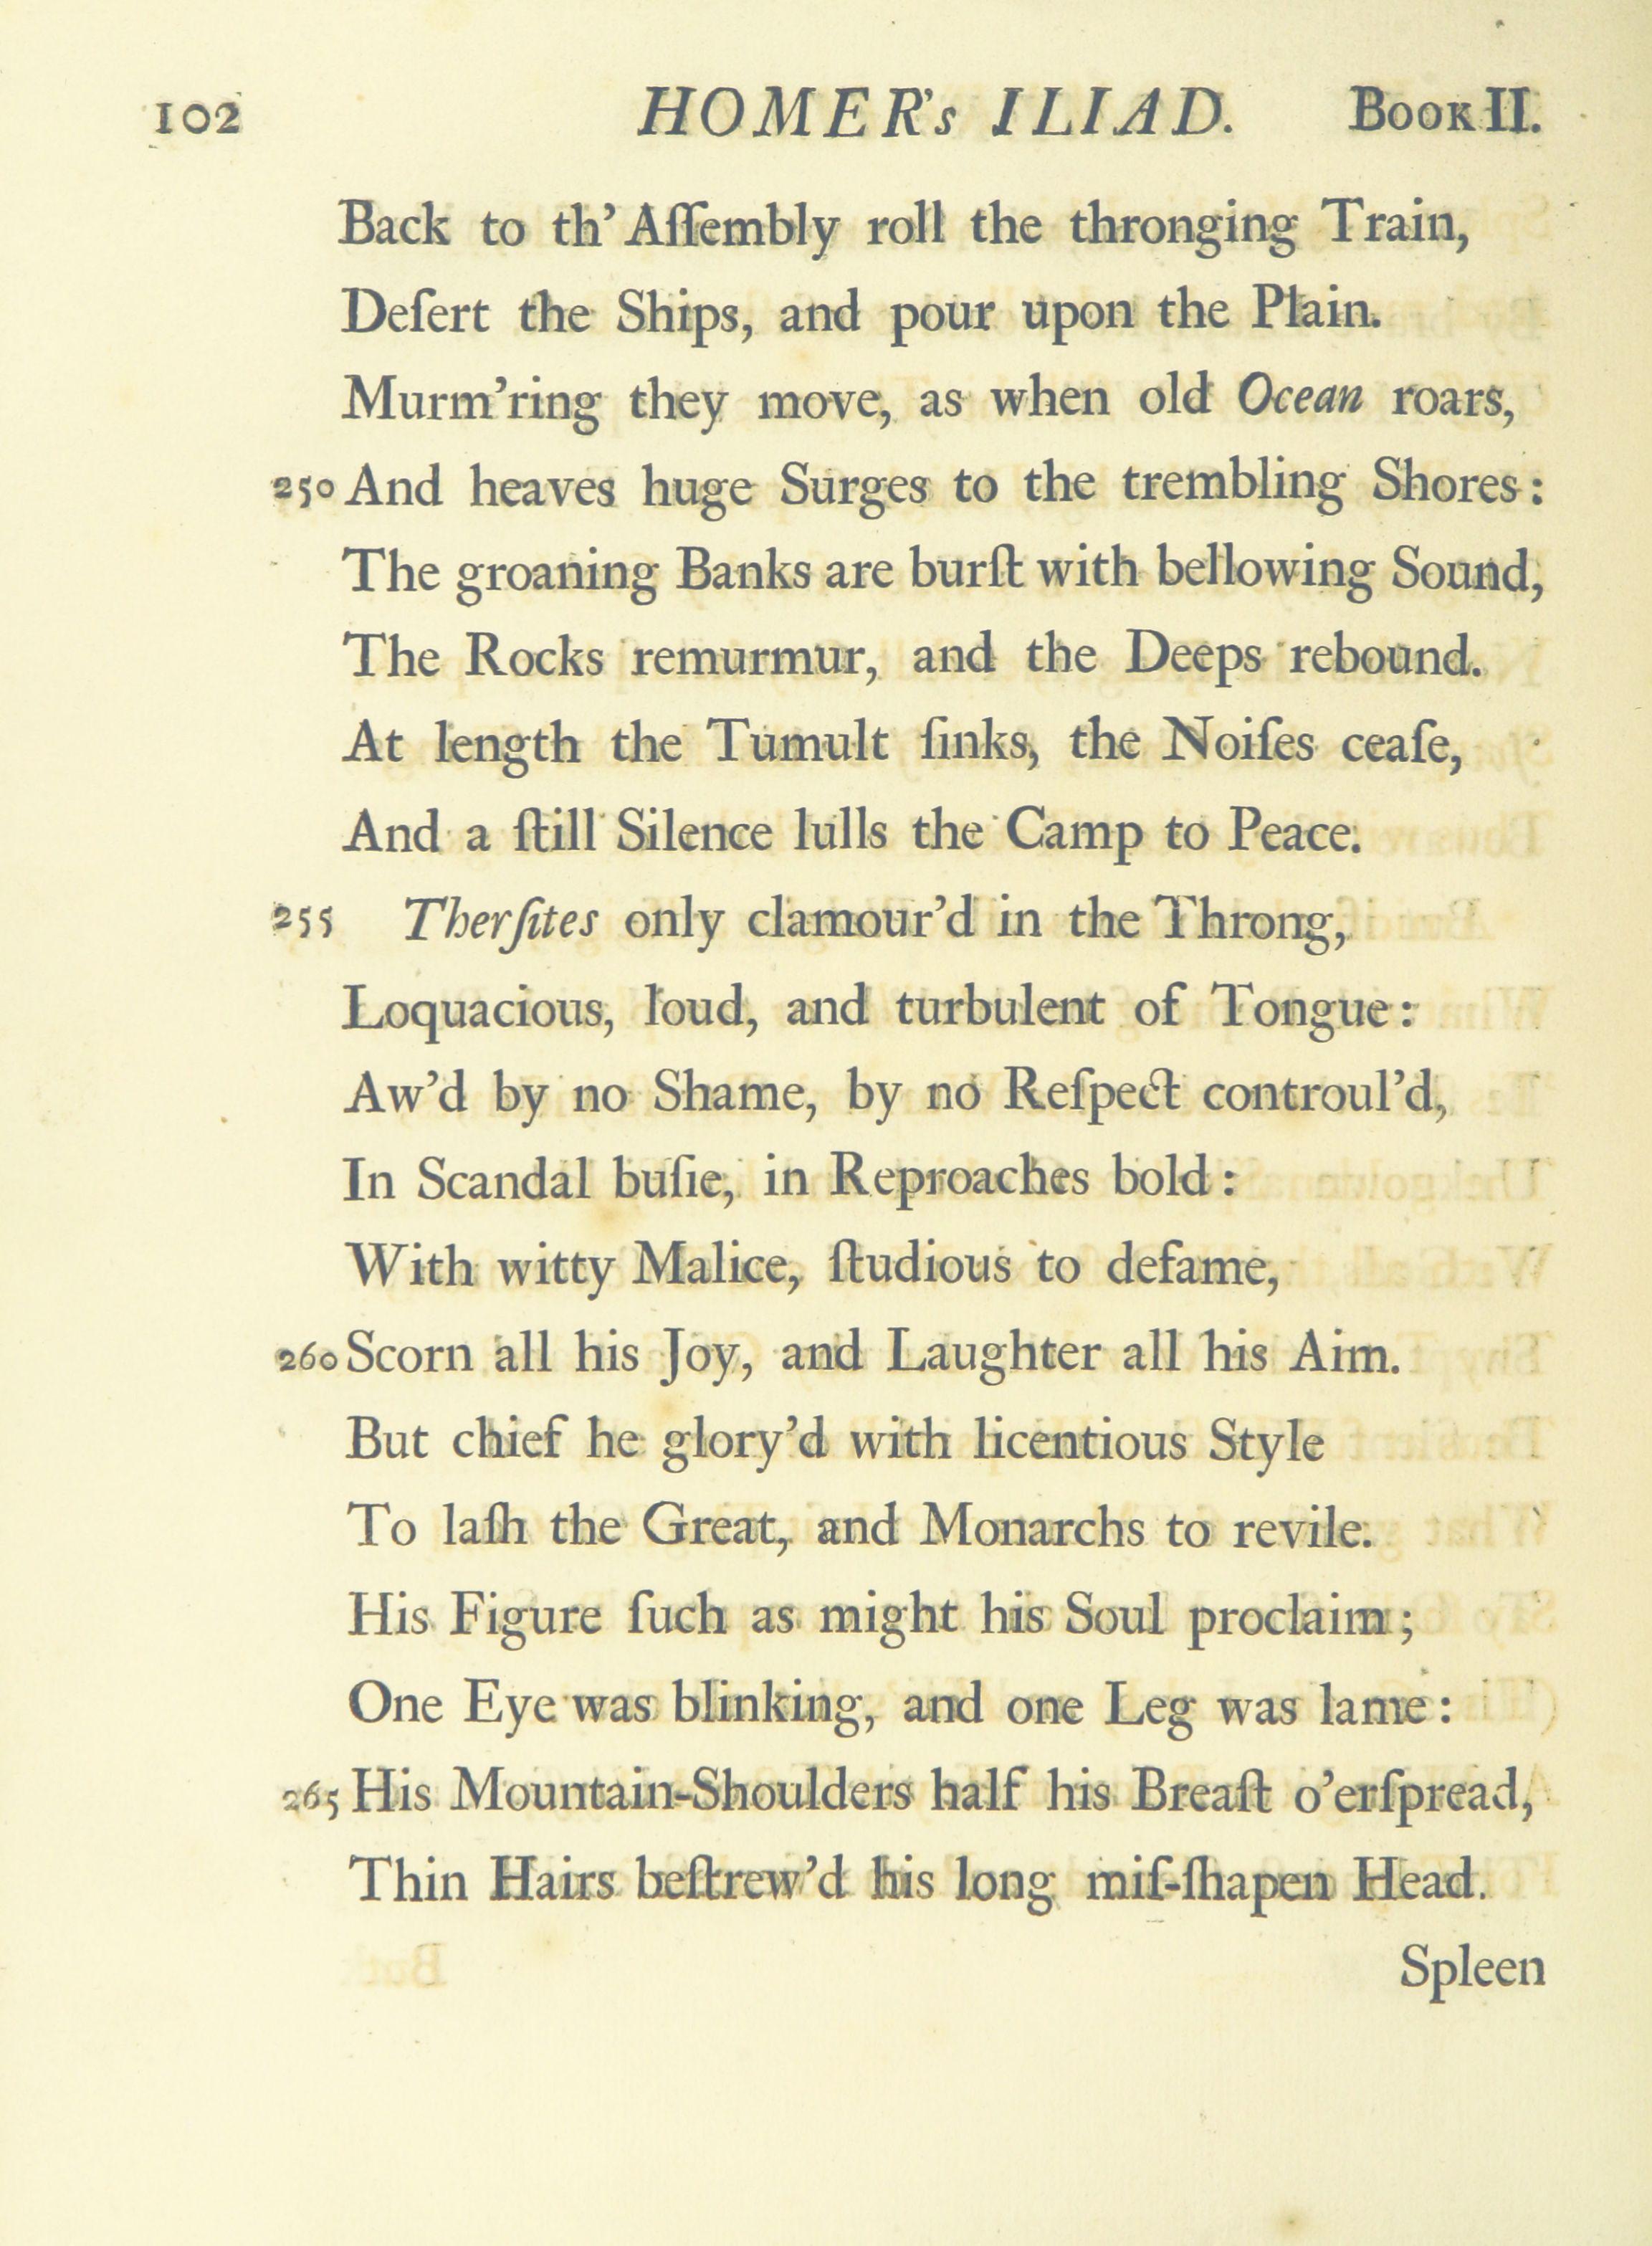 102 HOMER's ILIAD. BOOK II.
Back to th' Aſſembly roll the thronging Train,
Deſert the Ships, and pour upon the Plain.
Murm'ring they move, as when old Ocean roars,
250 And heaves huge Surges to the trembling Shores:
The groaning Banks are burſt with bellowing Sound,
The Rocks remurmur, and the Deeps rebound.
At length the Tumult ſinks, the Noiſes ceaſe,
And a ſtill Silence lulls the Camp to Peace.
255 Therſites only clamour'd in the Throng,
Loquacious, loud, and turbulent of Tongue:
Aw'd by no Shame, by no Reſpect controul'd,
In Scandal buſie, in Reproaches bold:
With witty Malice, ſtudious to defame,
260 Scorn all his Joy, and Laughter all his Aim.
But chief he glory'd with licentious Style
To laſh the Great, and Monarchs to revile.
His Figure ſuch as might his Soul proclaim;
One Eye was blinking, and one Leg was lame:
265 His Mountain-Shoulders half his Breaſt o'erſpread,
Thin Hairs beſtrew'd his long miſ-ſhapen Head.
Spleen